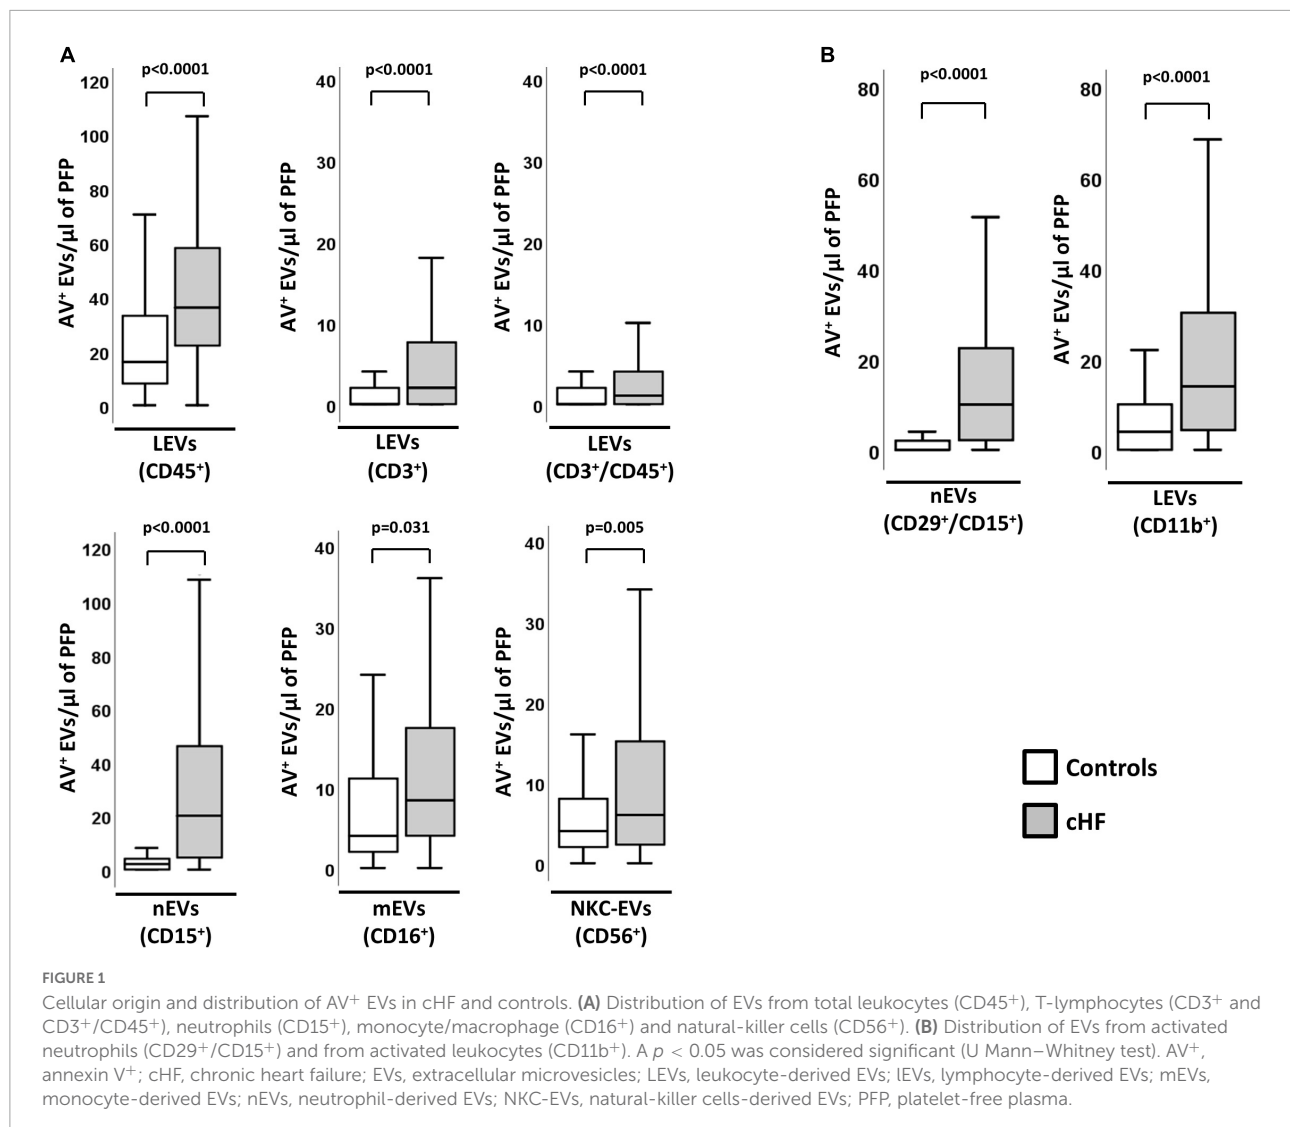 A
B
p<0.0001
p<0.0001
p<0.0001
p<0.0001
p<0.0001
AV⁺ EVs/µl of PFP
120
100
80
60
40
20
0
LEVs
(CD45⁺)
AV⁺ EVs/µl of PFP
40
30
20
10
0
LEVs
(CD3⁺)
AV⁺ EVs/µl of PFP
40
30
20
10
0
LEVs
(CD3⁺/CD45⁺)
AV⁺ EVs/µl of PFP
80
60
40
20
0
nEVs
(CD29⁺/CD15⁺)
AV⁺ EVs/µl of PFP
80
60
40
20
0
LEVs
(CD11b⁺)
p<0.0001
p=0.031
p=0.005
AV⁺ EVs/µl of PFP
120
100
80
60
40
20
0
nEVs
(CD15⁺)
AV⁺ EVs/µl of PFP
40
30
20
10
0
mEVs
(CD16⁺)
AV⁺ EVs/µl of PFP
40
30
20
10
0
NKC-EVs
(CD56⁺)
Controls
cHF
FIGURE 1
Cellular origin and distribution of AV⁺ EVs in cHF and controls. (A) Distribution of EVs from total leukocytes (CD45⁺), T-lymphocytes (CD3⁺ and
CD3⁺/CD45⁺), neutrophils (CD15⁺), monocyte/macrophage (CD16⁺) and natural-killer cells (CD56⁺). (B) Distribution of EVs from activated
neutrophils (CD29⁺/CD15⁺) and from activated leukocytes (CD11b⁺). A p < 0.05 was considered significant (U Mann–Whitney test). AV⁺,
annexin V⁺; cHF, chronic heart failure; EVs, extracellular microvesicles; LEVs, leukocyte-derived EVs; lEVs, lymphocyte-derived EVs; mEVs,
monocyte-derived EVs; nEVs, neutrophil-derived EVs; NKC-EVs, natural-killer cells-derived EVs; PFP, platelet-free plasma.